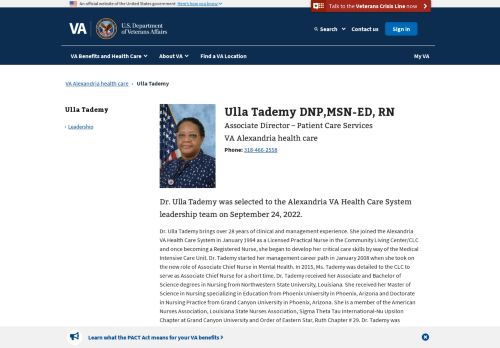 An official website of the United States government Here's how you know
Talk to the Veterans Crisis Line now
VA
U.S. Department
of Veterans Affairs
Search
Contact us
Sign in
VA Benefits and Health Care
About VA
Find a VA Location
My VA
VA Alexandria health care › Ulla Tademy
Ulla Tademy
› Leadership
Ulla Tademy DNP,MSN-ED, RN
Associate Director – Patient Care Services
VA Alexandria health care
Phone: 318-466-2558
Dr. Ulla Tademy was selected to the Alexandria VA Health Care System
leadership team on September 24, 2022.
Dr. Ulla Tademy brings over 28 years of clinical and management experience. She joined the Alexandria
VA Health Care System in January 1994 as a Licensed Practical Nurse in the Community Living Center/CLC
and once becoming a Registered Nurse, she began to develop her critical care skills by way of the Medical
Intensive Care Unit. Dr. Tademy started her management career path in January 2008 when she took on
the new role of Associate Chief Nurse in Mental Health. In 2015, Ms. Tademy was detailed to the CLC to
serve as Associate Chief Nurse for a short time. Dr. Tademy received her Associate and Bachelor of
Science degrees in Nursing from Northwestern State University, Louisiana. She received her Master of
Science in Nursing specializing in Education from Phoenix University in Phoenix, Arizona and Doctorate
in Nursing Practice from Grand Canyon University in Phoenix, Arizona. She is a member of the American
Nurses Association, Louisiana State Nurses Association, Sigma Theta Tau International-Nu Upsilon
Chapter at Grand Canyon University and Order of Eastern Star, Ruth Chapter # 29. Dr. Tademy was
Learn what the PACT Act means for your VA benefits >